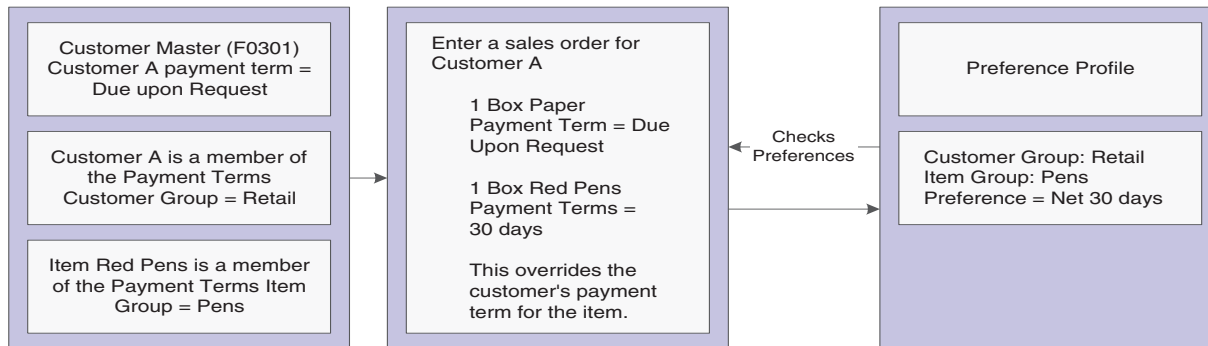 Customer Master (F0301)
Customer A payment term =
Due upon Request
Customer A is a member of
the Payment Terms
Customer Group = Retail
Item Red Pens is a member
of the Payment Terms Item
Group = Pens
Enter a sales order for
Customer A
1 Box Paper
Payment Term = Due
Upon Request
1 Box Red Pens
Payment Terms =
30 days
This overrides the
customer's payment
term for the item.
Checks
Preferences
Preference Profile
Customer Group: Retail
Item Group: Pens
Preference = Net 30 days